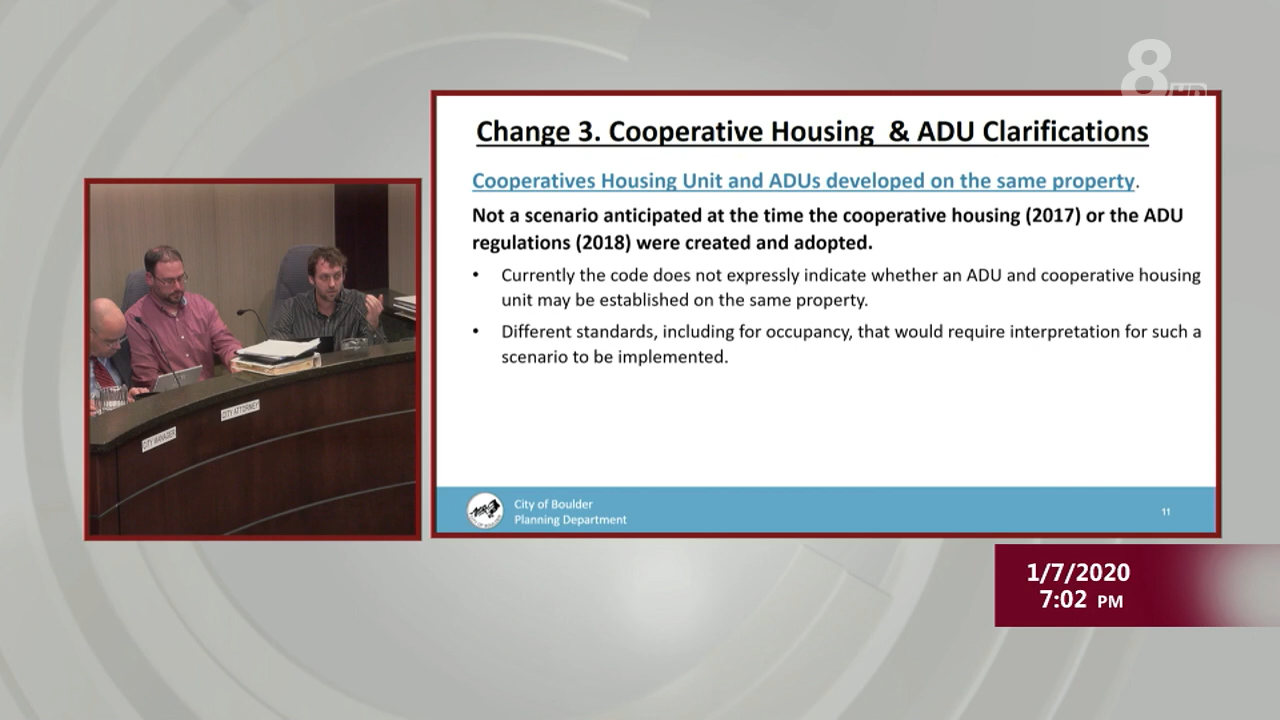 8
HD
Change 3. Cooperative Housing & ADU Clarifications
Cooperatives Housing Unit and ADUs developed on the same property.
Not a scenario anticipated at the time the cooperative housing (2017) or the ADU
regulations (2018) were created and adopted.
• Currently the code does not expressly indicate whether an ADU and cooperative housing
unit may be established on the same property.
• Different standards, including for occupancy, that would require interpretation for such a
scenario to be implemented.
CITY MANAGER
CITY ATTORNEY
City of Boulder
Planning Department
11
1/7/2020
7:02 PM